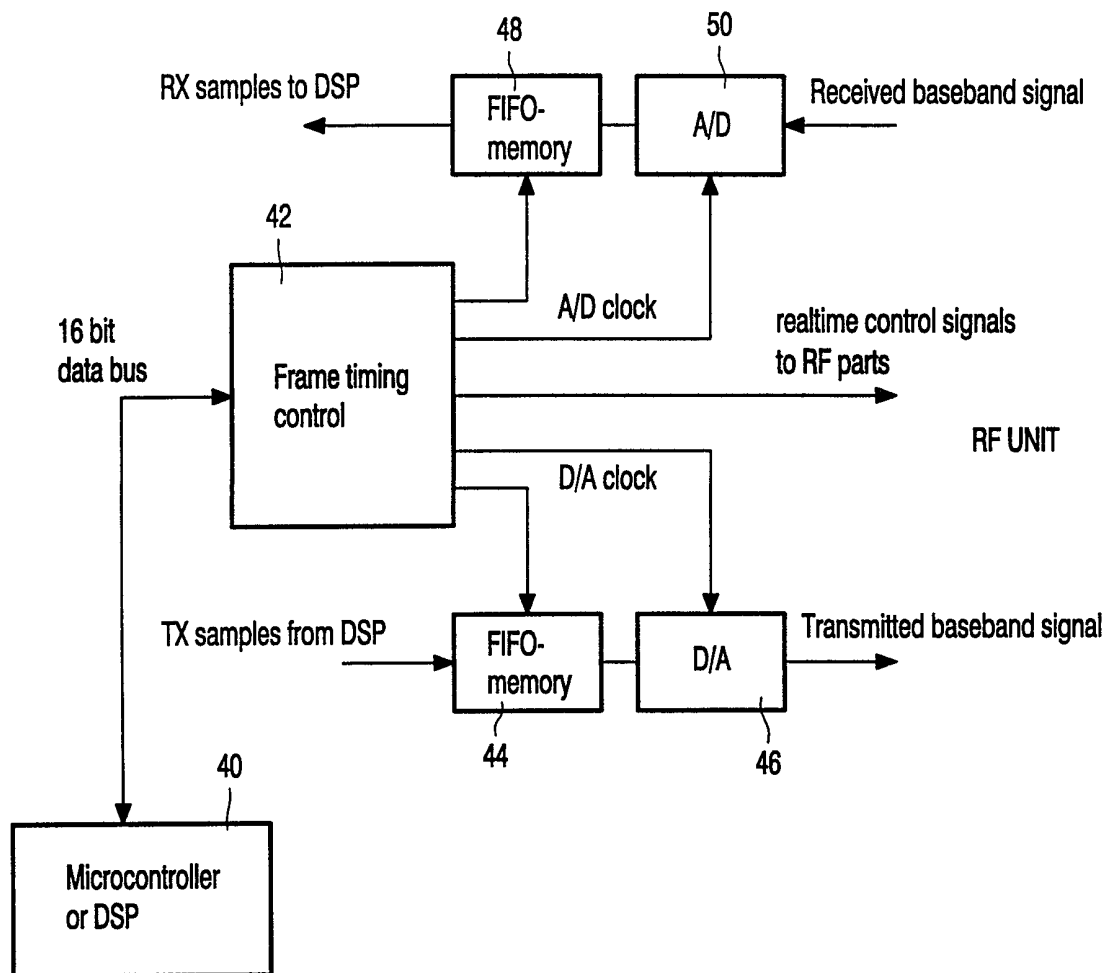 48
50
RX samples to DSP
FIFO-
memory
A/D
Received baseband signal
42
16 bit
data bus
Frame timing
control
A/D clock
realtime control signals
to RF parts
RF UNIT
D/A clock
TX samples from DSP
FIFO-
memory
D/A
Transmitted baseband signal
44
46
40
Microcontroller
or DSP